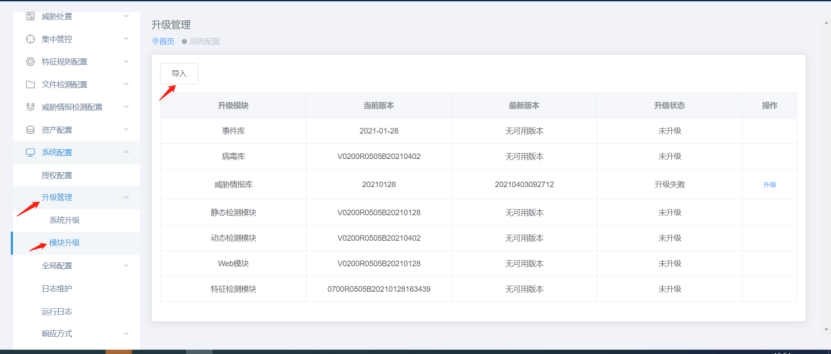 威胁处置
集中管控
特征规则配置
文件检测配置
威胁情报检测配置
资产配置
系统配置
授权配置
升级管理
系统升级
模块升级
全局配置
日志维护
运行日志
响应方式
升级管理
首页 系统配置
导入
升级模块 当前版本 最新版本 升级状态 操作
事件库 2021-01-28 无可用版本 未升级
病毒库 V0200R0505B20210402 无可用版本 未升级
威胁情报库 20210128 20210403092712 升级失败 升级
静态检测模块 V0200R0505B20210128 无可用版本 未升级
动态检测模块 V0200R0505B20210402 无可用版本 未升级
Web模块 V0200R0505B20210128 无可用版本 未升级
特征检测模块 0700R0505B20210128163439 无可用版本 未升级